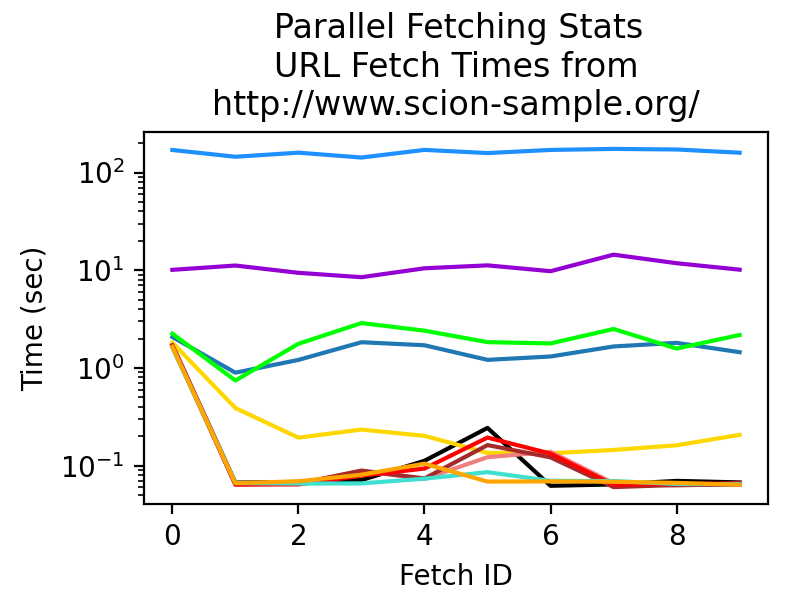 Parallel Fetching Stats
URL Fetch Times from
http://www.scion-sample.org/
Time (sec)
10²
10¹
10⁰
10⁻¹
0 2 4 6 8
Fetch ID